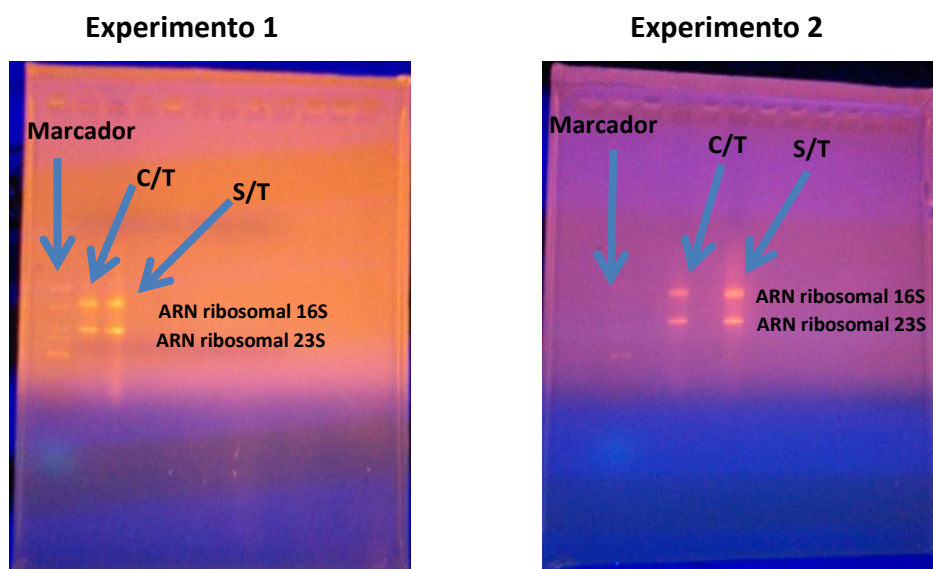 Experimento 1
Marcador
C/T
S/T
ARN ribosomal 16S
ARN ribosomal 23S
Experimento 2
Marcador
C/T
S/T
ARN ribosomal 16S
ARN ribosomal 23S